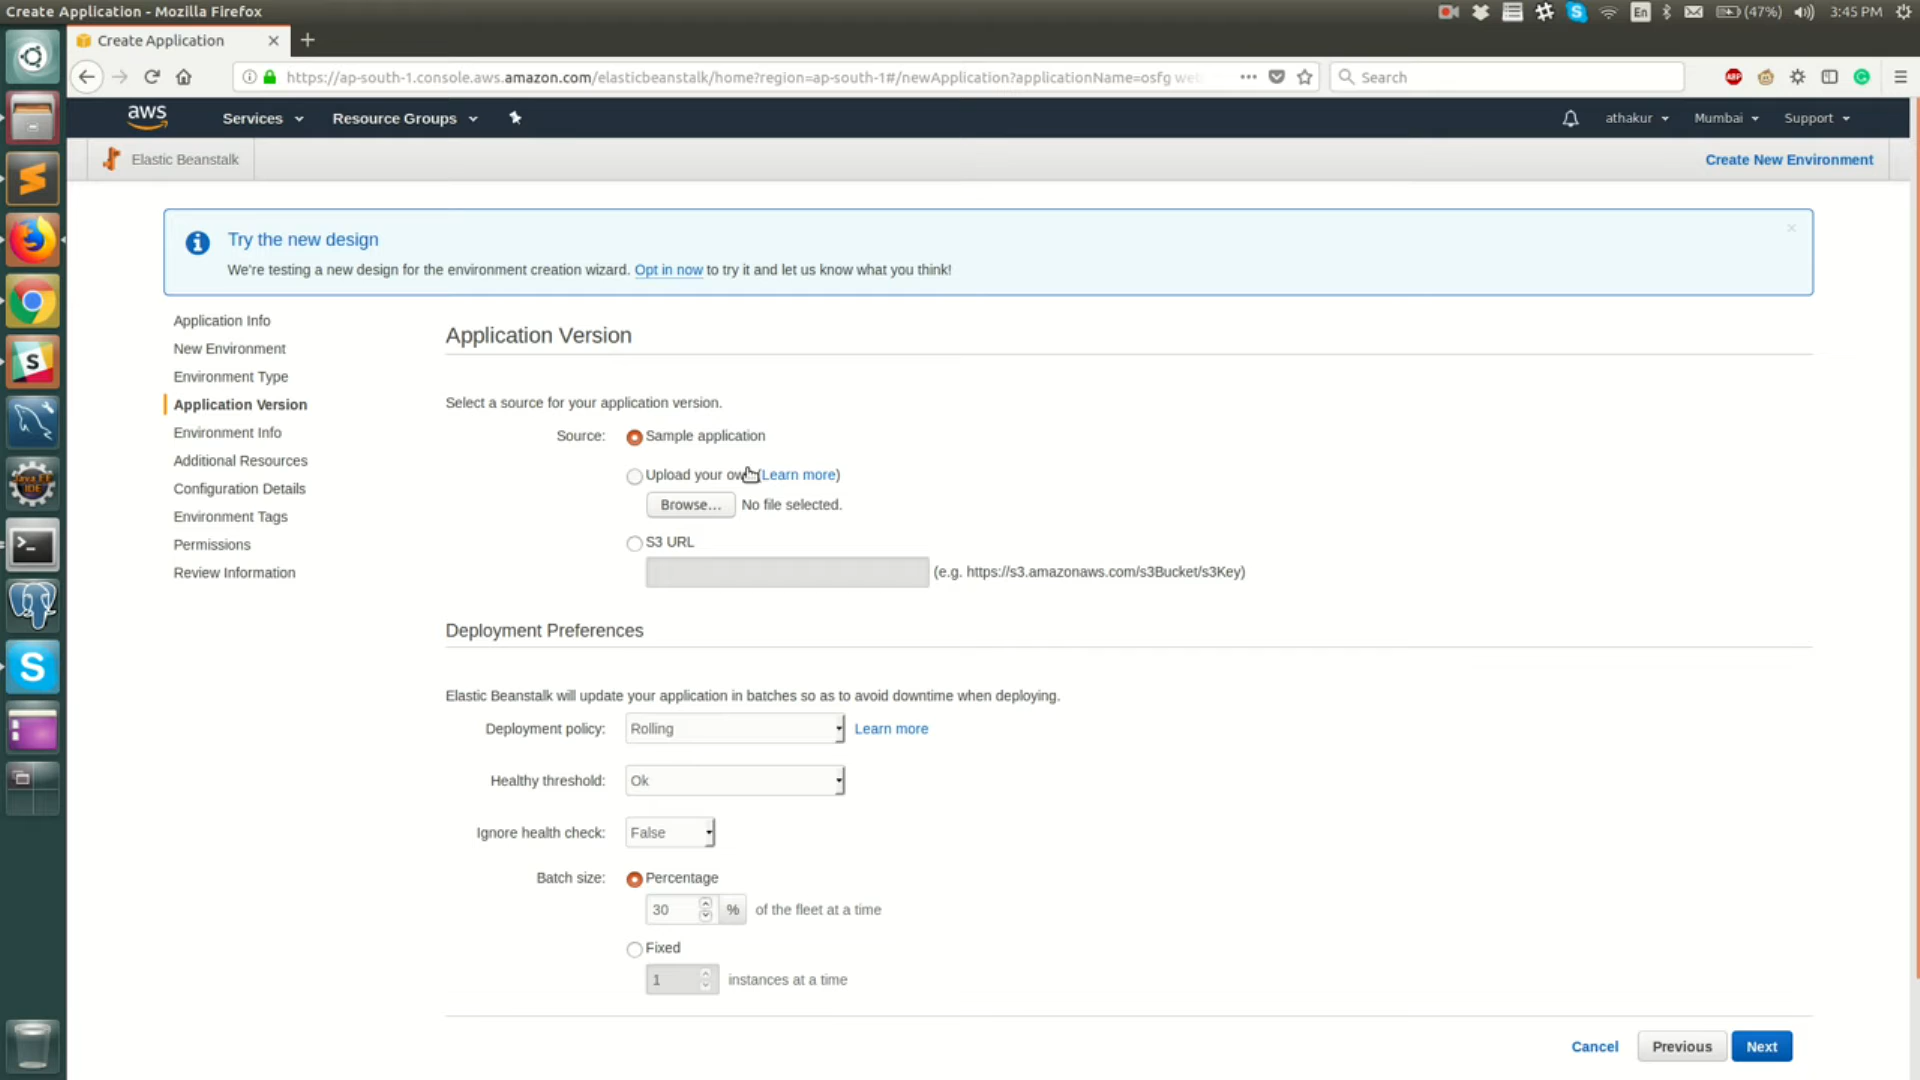 Create Application - Mozilla Firefox
En
(47%)
3:45 PM
Create Application
https://ap-south-1.console.aws.amazon.com/elasticbeanstalk/home?region=ap-south-1#/newApplication?applicationName=osfg we
Search
ABP
aws
Services
Resource Groups
athakur
Mumbai
Support
Elastic Beanstalk
Create New Environment
Try the new design
We're testing a new design for the environment creation wizard. Opt in now to try it and let us know what you think!
Application Info
New Environment
Environment Type
Application Version
Environment Info
Additional Resources
Configuration Details
Environment Tags
Permissions
Review Information
Application Version
Select a source for your application version.
Source:
Sample application
Upload your own (Learn more)
Browse... No file selected.
S3 URL
(e.g. https://s3.amazonaws.com/s3Bucket/s3Key)
Deployment Preferences
Elastic Beanstalk will update your application in batches so as to avoid downtime when deploying.
Deployment policy: Rolling Learn more
Healthy threshold: Ok
Ignore health check: False
Batch size: Percentage
30 % of the fleet at a time
Fixed
1 instances at a time
Cancel
Previous
Next